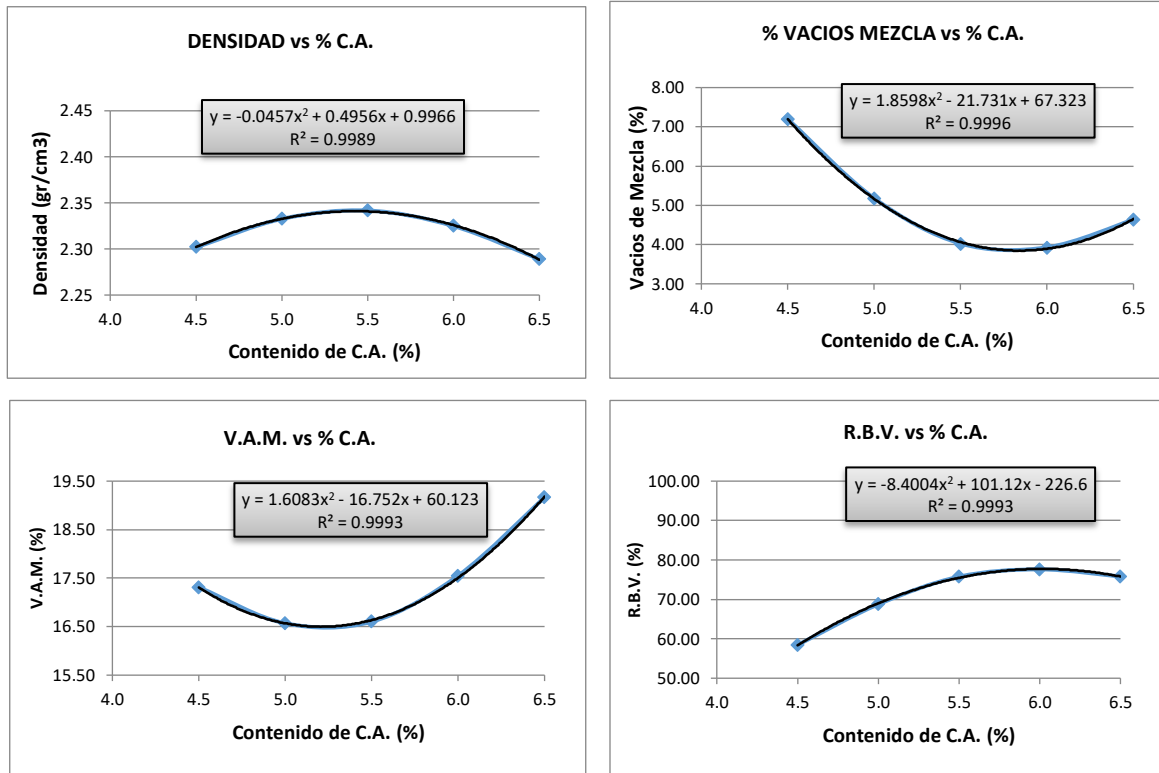 DENSIDAD vs % C.A.
y = -0.0457x² + 0.4956x + 0.9966
R² = 0.9989
Densidad (gr/cm3)
2.45
2.40
2.35
2.30
2.25
4.0 4.5 5.0 5.5 6.0 6.5
Contenido de C.A. (%)
% VACIOS MEZCLA vs % C.A.
y = 1.8598x² - 21.731x + 67.323
R² = 0.9996
Vacios de Mezcla (%)
8.00
7.00
6.00
5.00
4.00
3.00
4.0 4.5 5.0 5.5 6.0 6.5
Contenido de C.A. (%)
V.A.M. vs % C.A.
y = 1.6083x² - 16.752x + 60.123
R² = 0.9993
V.A.M. (%)
19.50
18.50
17.50
16.50
15.50
4.0 4.5 5.0 5.5 6.0 6.5
Contenido de C.A. (%)
R.B.V. vs % C.A.
y = -8.4004x² + 101.12x - 226.6
R² = 0.9993
R.B.V. (%)
100.00
90.00
80.00
70.00
60.00
50.00
4.0 4.5 5.0 5.5 6.0 6.5
Contenido de C.A. (%)